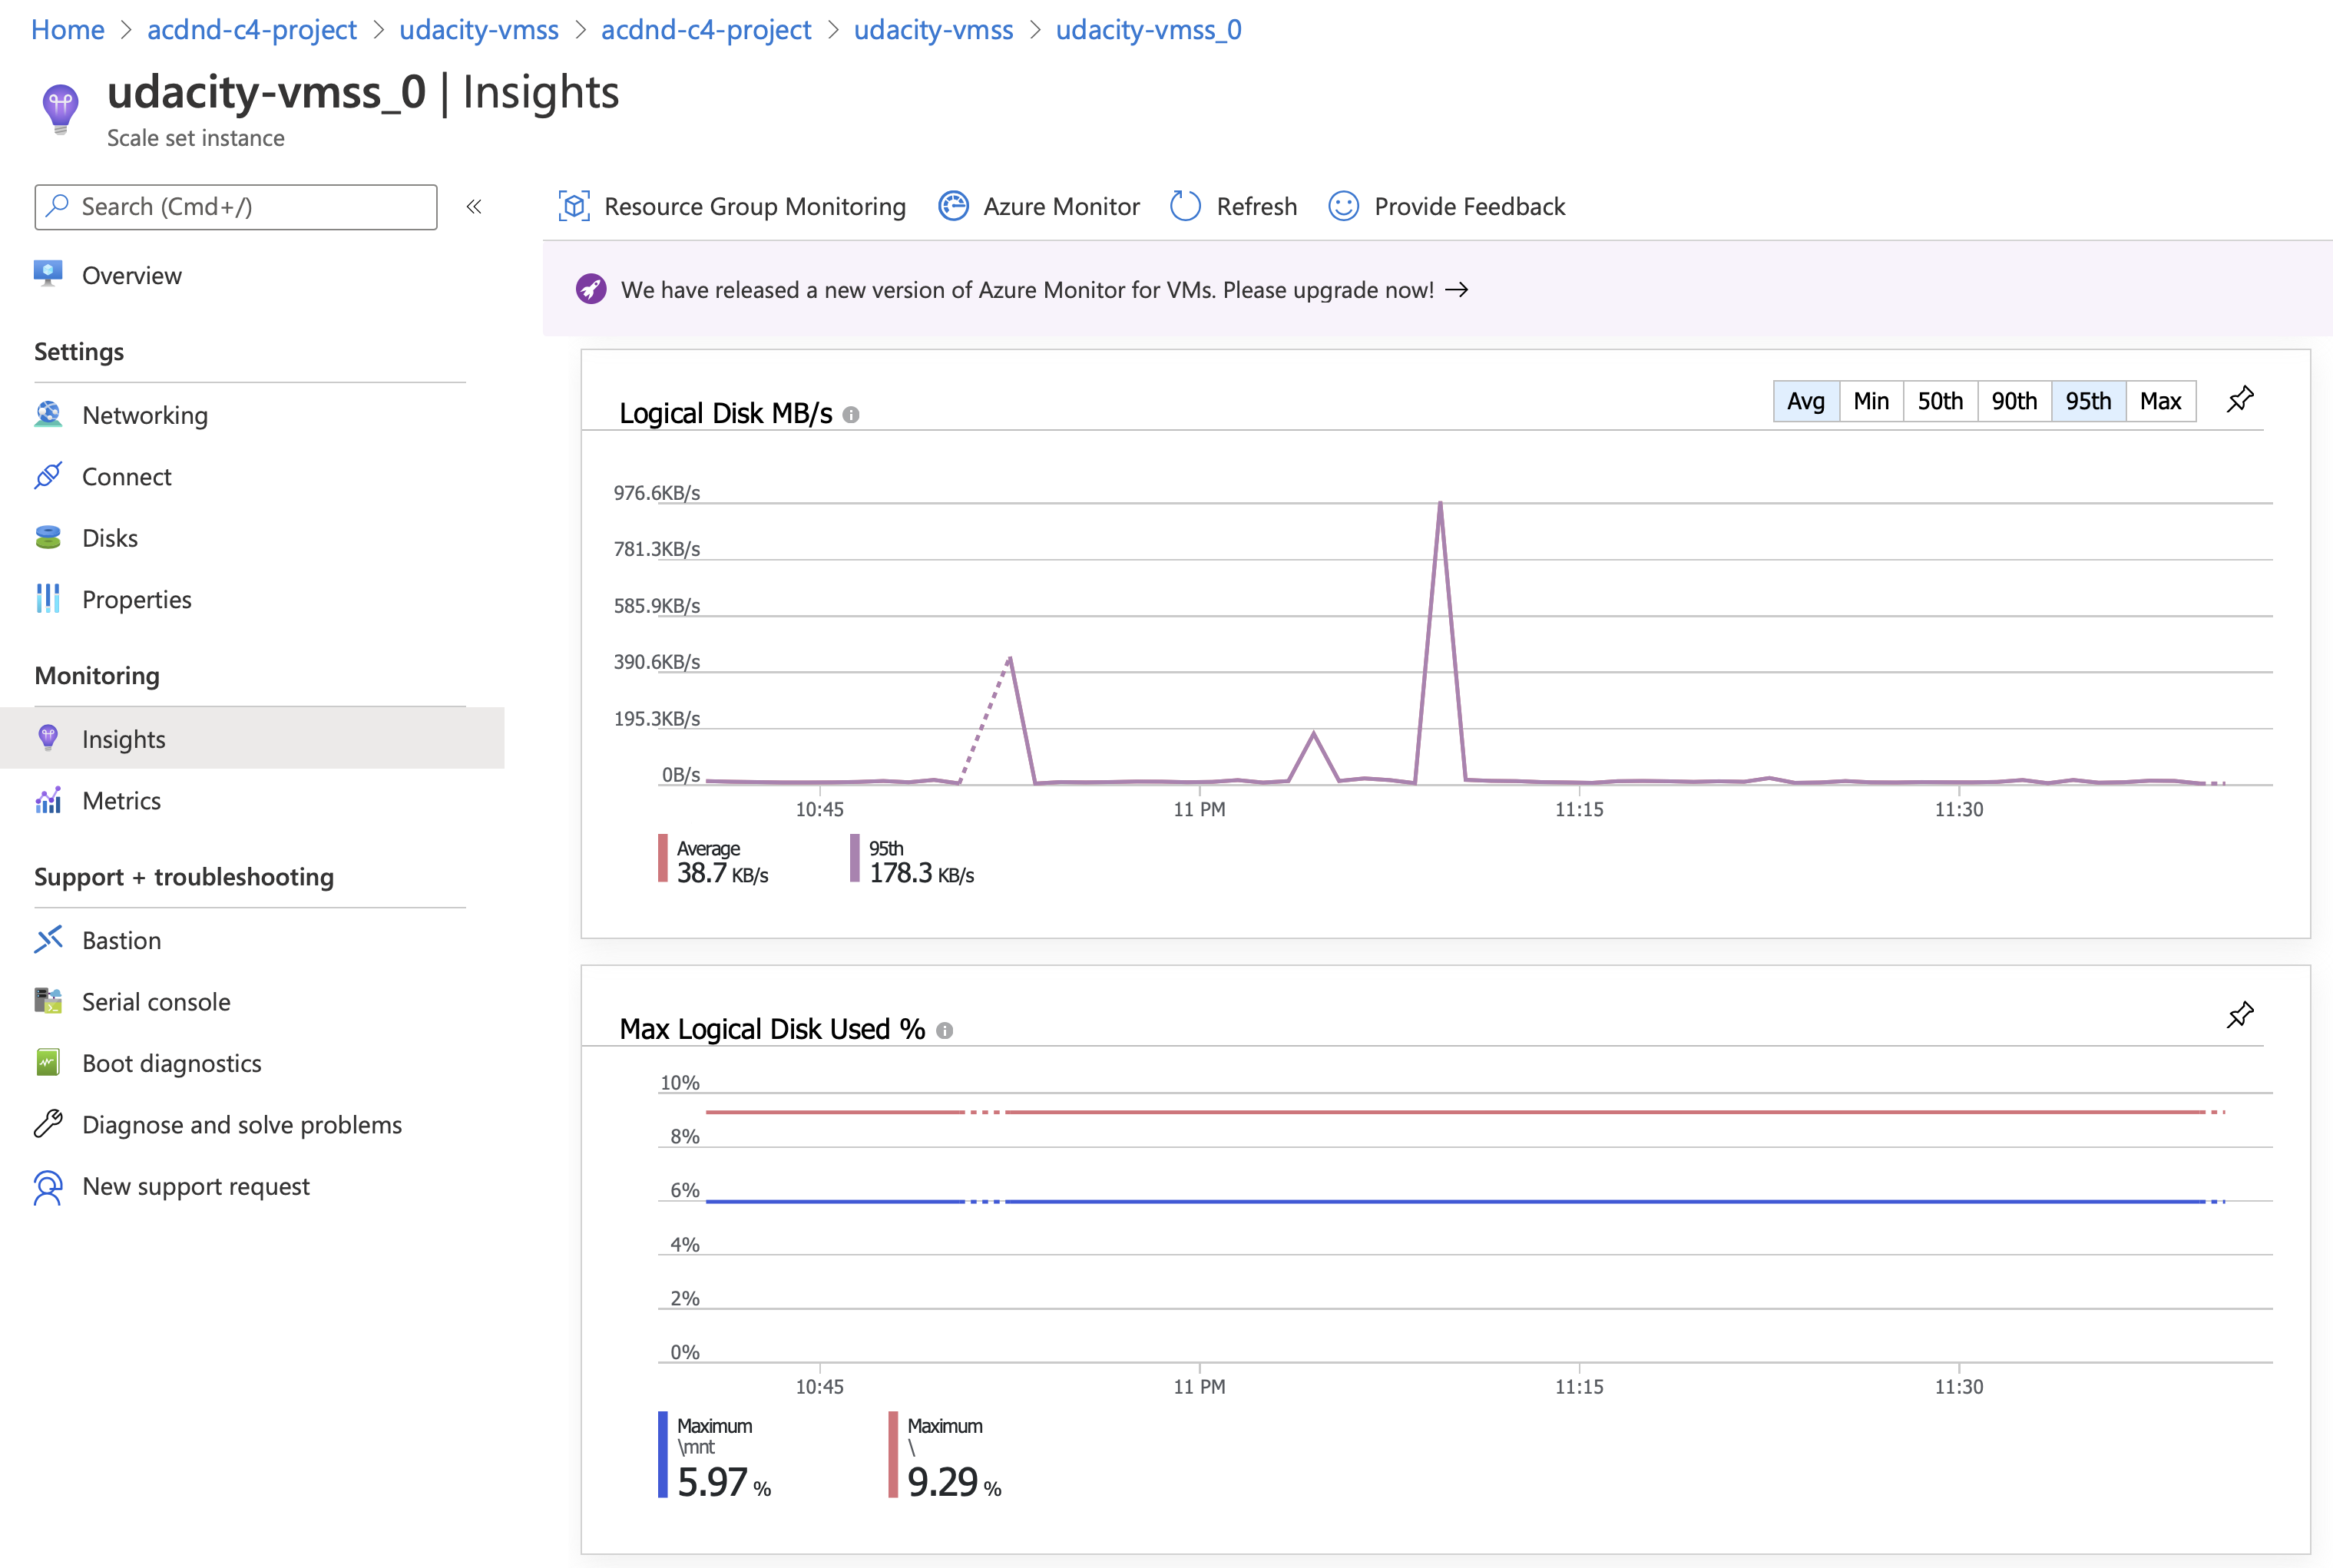 Home > acdnd-c4-project > udacity-vmss > acdnd-c4-project > udacity-vmss > udacity-vmss_0
udacity-vmss_0 | Insights
Scale set instance
Search (Cmd+/)
«
Overview
Settings
Networking
Connect
Disks
Properties
Monitoring
Insights
Metrics
Support + troubleshooting
Bastion
Serial console
Boot diagnostics
Diagnose and solve problems
New support request
Resource Group Monitoring
Azure Monitor
Refresh
Provide Feedback
We have released a new version of Azure Monitor for VMs. Please upgrade now! →
Logical Disk MB/s
Avg Min 50th 90th 95th Max
976.6KB/s
781.3KB/s
585.9KB/s
390.6KB/s
195.3KB/s
0B/s
10:45 11 PM 11:15 11:30
Average
38.7 KB/s
95th
178.3 KB/s
Max Logical Disk Used %
10%
8%
6%
4%
2%
0%
10:45 11 PM 11:15 11:30
Maximum
\mnt
5.97 %
Maximum
\
9.29 %